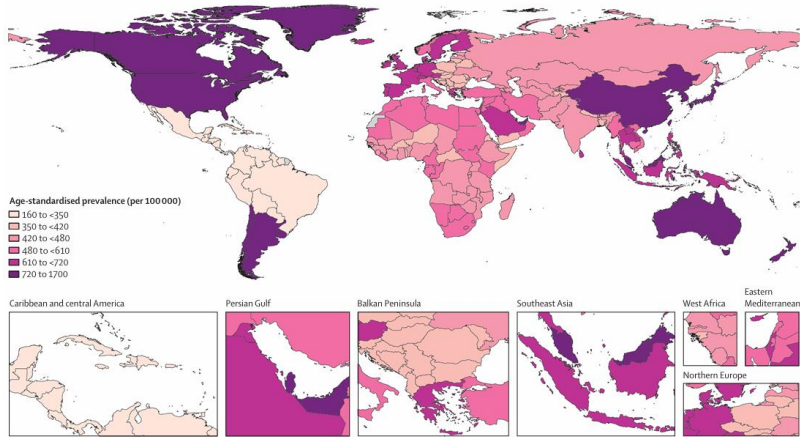 Age-standardised prevalence (per 100 000)
160 to <350
350 to <420
420 to <480
480 to <610
610 to <720
720 to 1700
Caribbean and central America
Persian Gulf
Balkan Peninsula
Southeast Asia
West Africa
Eastern
Mediterranean
Northern Europe